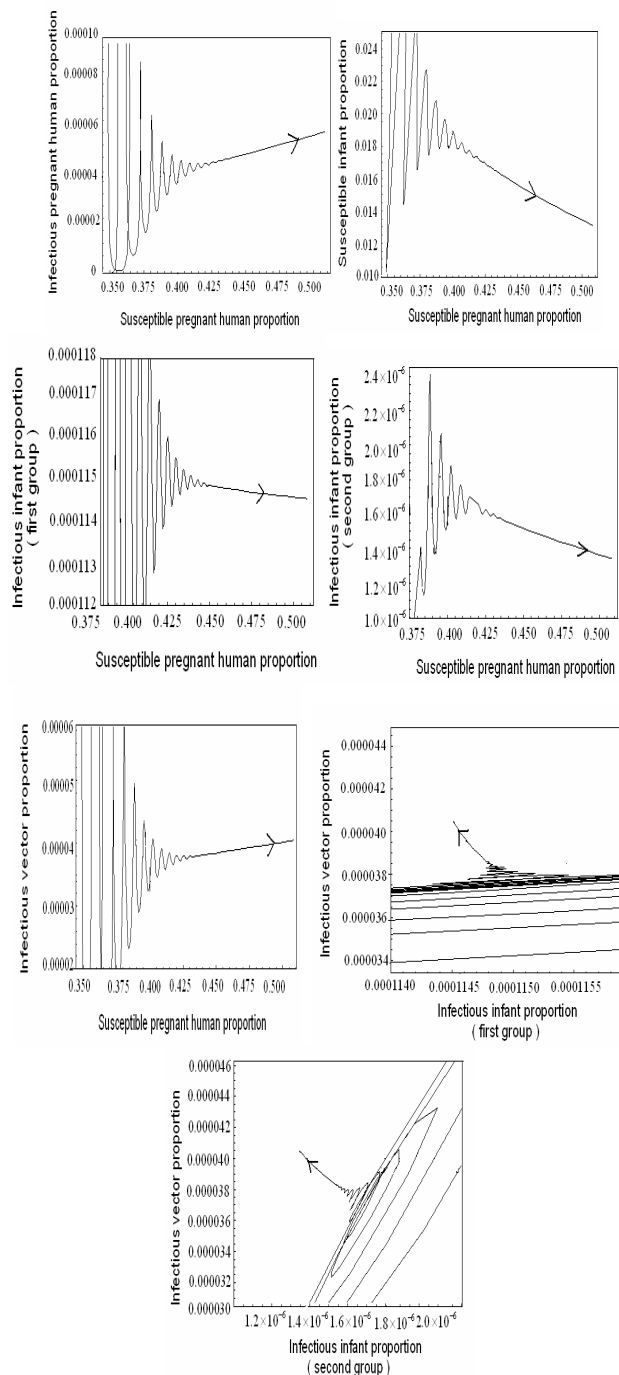 Infectious pregnant human proportion
0.00010
0.00008
0.00006
0.00004
0.00002
0
0.350 0.375 0.400 0.425 0.450 0.475 0.500
Susceptible pregnant human proportion
Susceptible infant proportion
0.024
0.022
0.020
0.018
0.016
0.014
0.010
0.350 0.375 0.400 0.425 0.450 0.475 0.500
Susceptible pregnant human proportion
Infectious infant proportion
( first group )
0.000118
0.000117
0.000116
0.000115
0.000114
0.000113
0.000112
0.375 0.400 0.425 0.450 0.475 0.500
Susceptible pregnant human proportion
Infectious infant proportion
( second group )
2.4×10⁻⁶
2.2×10⁻⁶
2.0×10⁻⁶
1.8×10⁻⁶
1.6×10⁻⁶
1.4×10⁻⁶
1.2×10⁻⁶
1.0×10⁻⁶
0.375 0.400 0.425 0.450 0.475 0.500
Susceptible pregnant human proportion
Infectious vector proportion
0.00006
0.00005
0.00004
0.00003
0.00002
0.350 0.375 0.400 0.425 0.450 0.475 0.500
Susceptible pregnant human proportion
Infectious vector proportion
0.000044
0.000042
0.000040
0.000038
0.000036
0.000034
0.0001140 0.0001145 0.0001150 0.0001155
Infectious infant proportion
( first group )
Infectious vector proportion
0.000046
0.000044
0.000042
0.000040
0.000038
0.000036
0.000034
0.000032
0.000030
1.2×10⁻⁶ 1.4×10⁻⁶ 1.6×10⁻⁶ 1.8×10⁻⁶ 2.0×10⁻⁶
Infectious infant proportion
( second group )